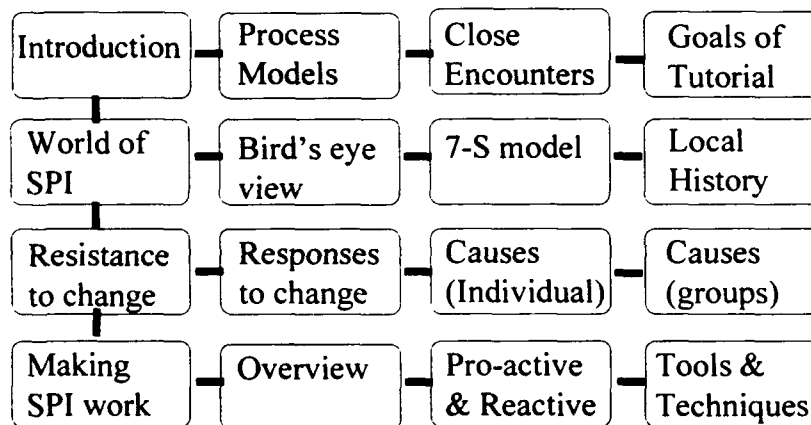 Introduction
Process
Models
Close
Encounters
Goals of
Tutorial
World of
SPI
Bird's eye
view
7-S model
Local
History
Resistance
to change
Responses
to change
Causes
(Individual)
Causes
(groups)
Making
SPI work
Overview
Pro-active
& Reactive
Tools &
Techniques